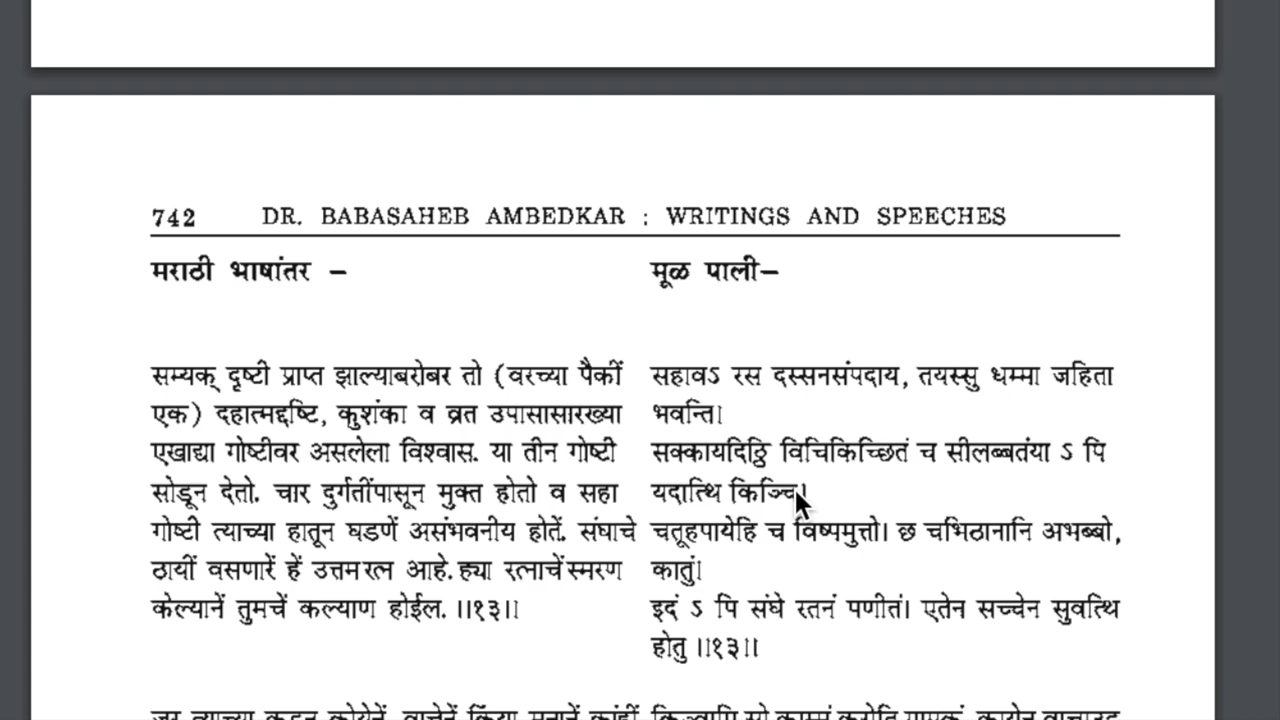 742 DR. BABASAHEB AMBEDKAR : WRITINGS AND SPEECHES
मराठी भाषांतर –
सम्यक् दृष्टी प्राप्त झाल्याबरोबर तो (वरच्या पैकीं
एक) दहात्मद्दष्टि, कुशंका व व्रत उपासासारख्या
एखाद्या गोष्टीवर असलेला विश्वास. या तीन गोष्टी
सोडून देतो. चार दुर्गतींपासून मुक्त होतो व सहा
गोष्टी त्याच्या हातून घडणें असंभवनीय होतें. संघाचे
ठायीं वसणारें हें उत्तम रत्न आहे. ह्या रत्नाचें स्मरण
केल्यानें तुमचें कल्याण होईल. ।।१३।।
मूळ पाली–
सहावऽ रस दस्सनसंपदाय, तयस्सु धम्मा जहिता
भवन्ति।
सक्कायदिठ्ठि विचिकिच्छितं च सीलब्बतंया ऽ पि
यदात्थि किञ्चि।
चतूहपायेहि च विष्पमुत्तो। छ चभिठानानि अभब्बो,
कातुं।
इदं ऽ पि संघे रतनं पणीतं। एतेन सच्चेन सुवत्थि
होतु ।।१३।।